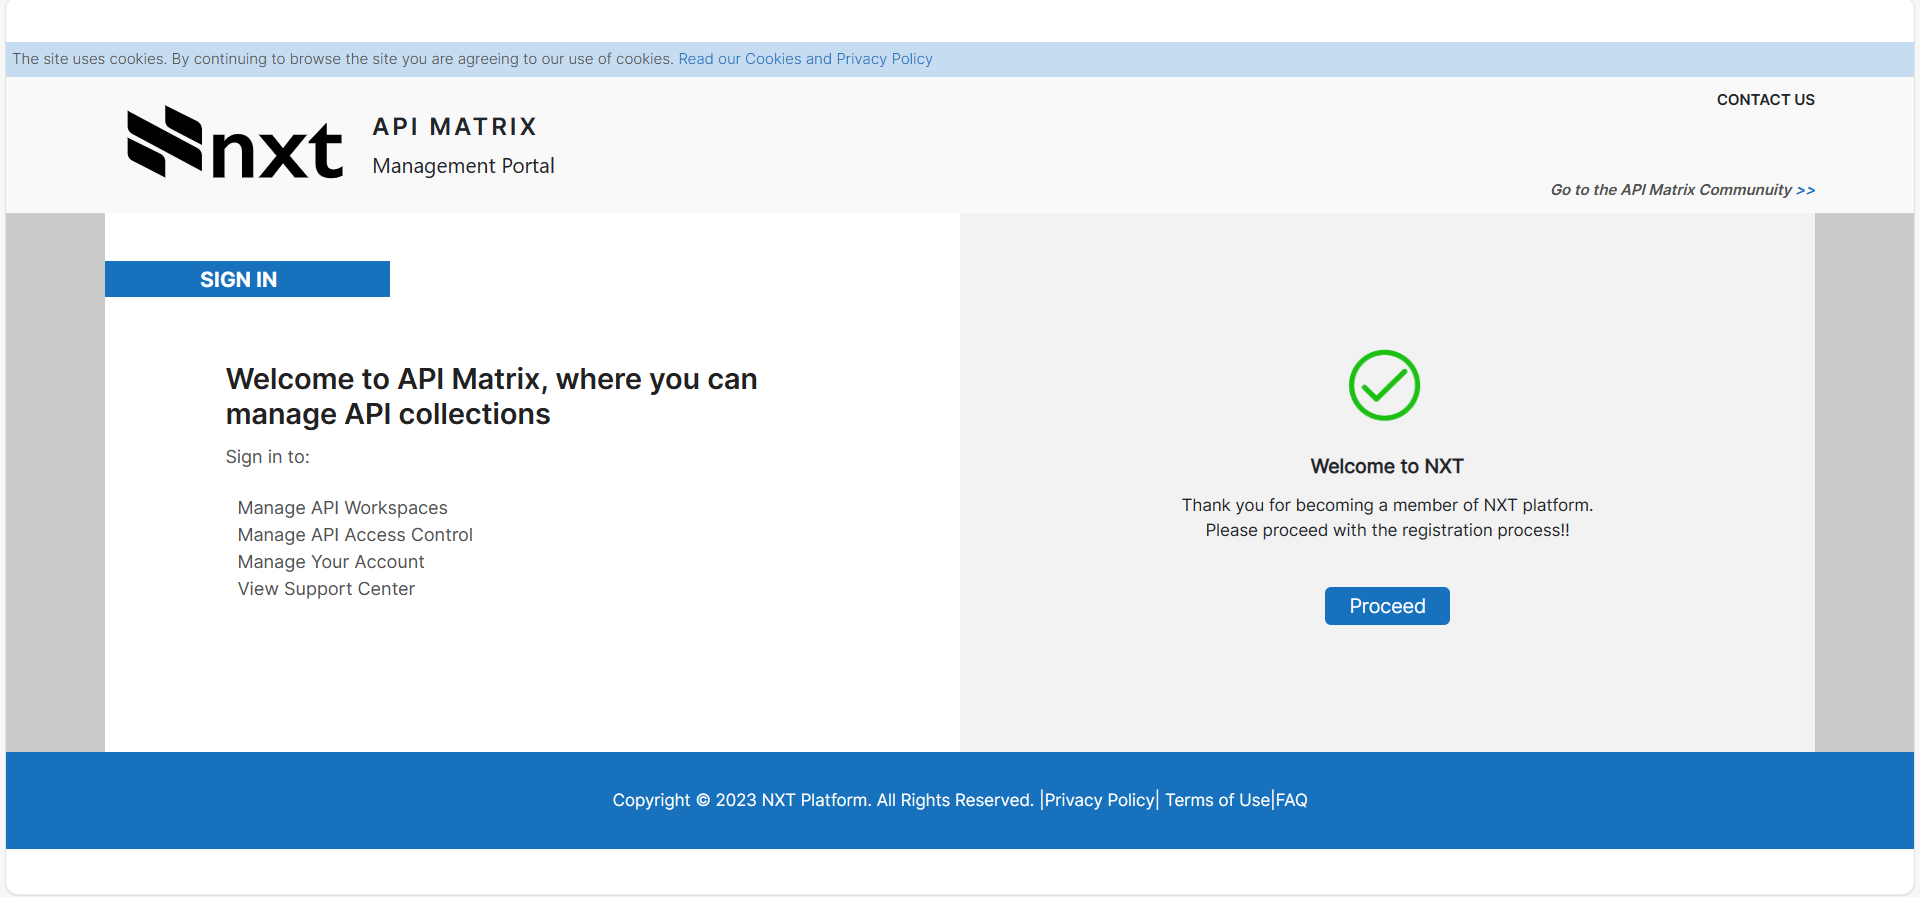 The site uses cookies. By continuing to browse the site you are agreeing to our use of cookies. Read our Cookies and Privacy Policy
CONTACT US
nxt
API MATRIX
Management Portal
Go to the API Matrix Communuity >>
SIGN IN
Welcome to API Matrix, where you can
manage API collections
Sign in to:
Manage API Workspaces
Manage API Access Control
Manage Your Account
View Support Center
Welcome to NXT
Thank you for becoming a member of NXT platform.
Please proceed with the registration process!!
Proceed
Copyright © 2023 NXT Platform. All Rights Reserved. |Privacy Policy| Terms of Use|FAQ